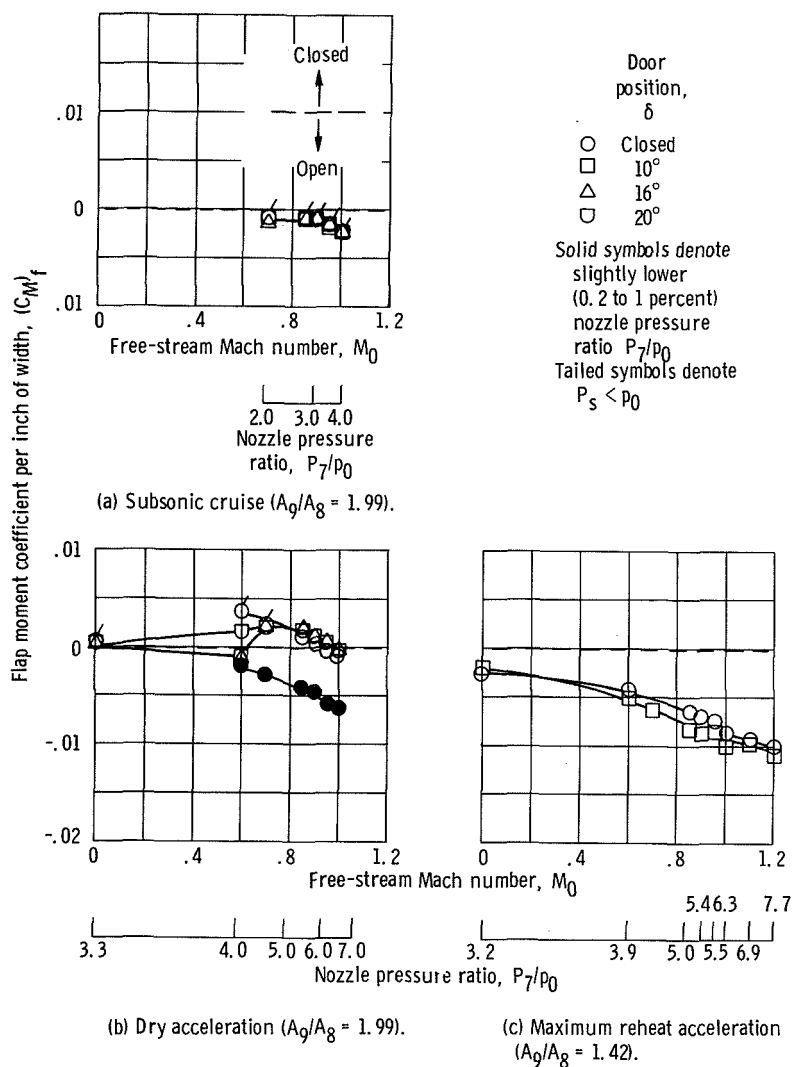 Closed
Open
.01
0
.01
0
.4
.8
1.2
Free-stream Mach number, M0
2.0
3.0
4.0
Nozzle pressure
ratio, P7/p0
(a) Subsonic cruise (A9/A8 = 1.99).
Door
position,
δ
Closed
10°
16°
20°
Solid symbols denote
slightly lower
(0.2 to 1 percent)
nozzle pressure
ratio P7/p0
Tailed symbols denote
Ps < p0
Flap moment coefficient per inch of width, (CM)f
.01
0
-.01
-.02
0
.4
.8
1.2
0
.4
.8
1.2
Free-stream Mach number, M0
3.3
4.0
5.0
6.0
7.0
5.4
6.3
7.7
3.2
3.9
5.0
5.5
6.9
Nozzle pressure ratio, P7/p0
(b) Dry acceleration (A9/A8 = 1.99).
(c) Maximum reheat acceleration
(A9/A8 = 1.42).